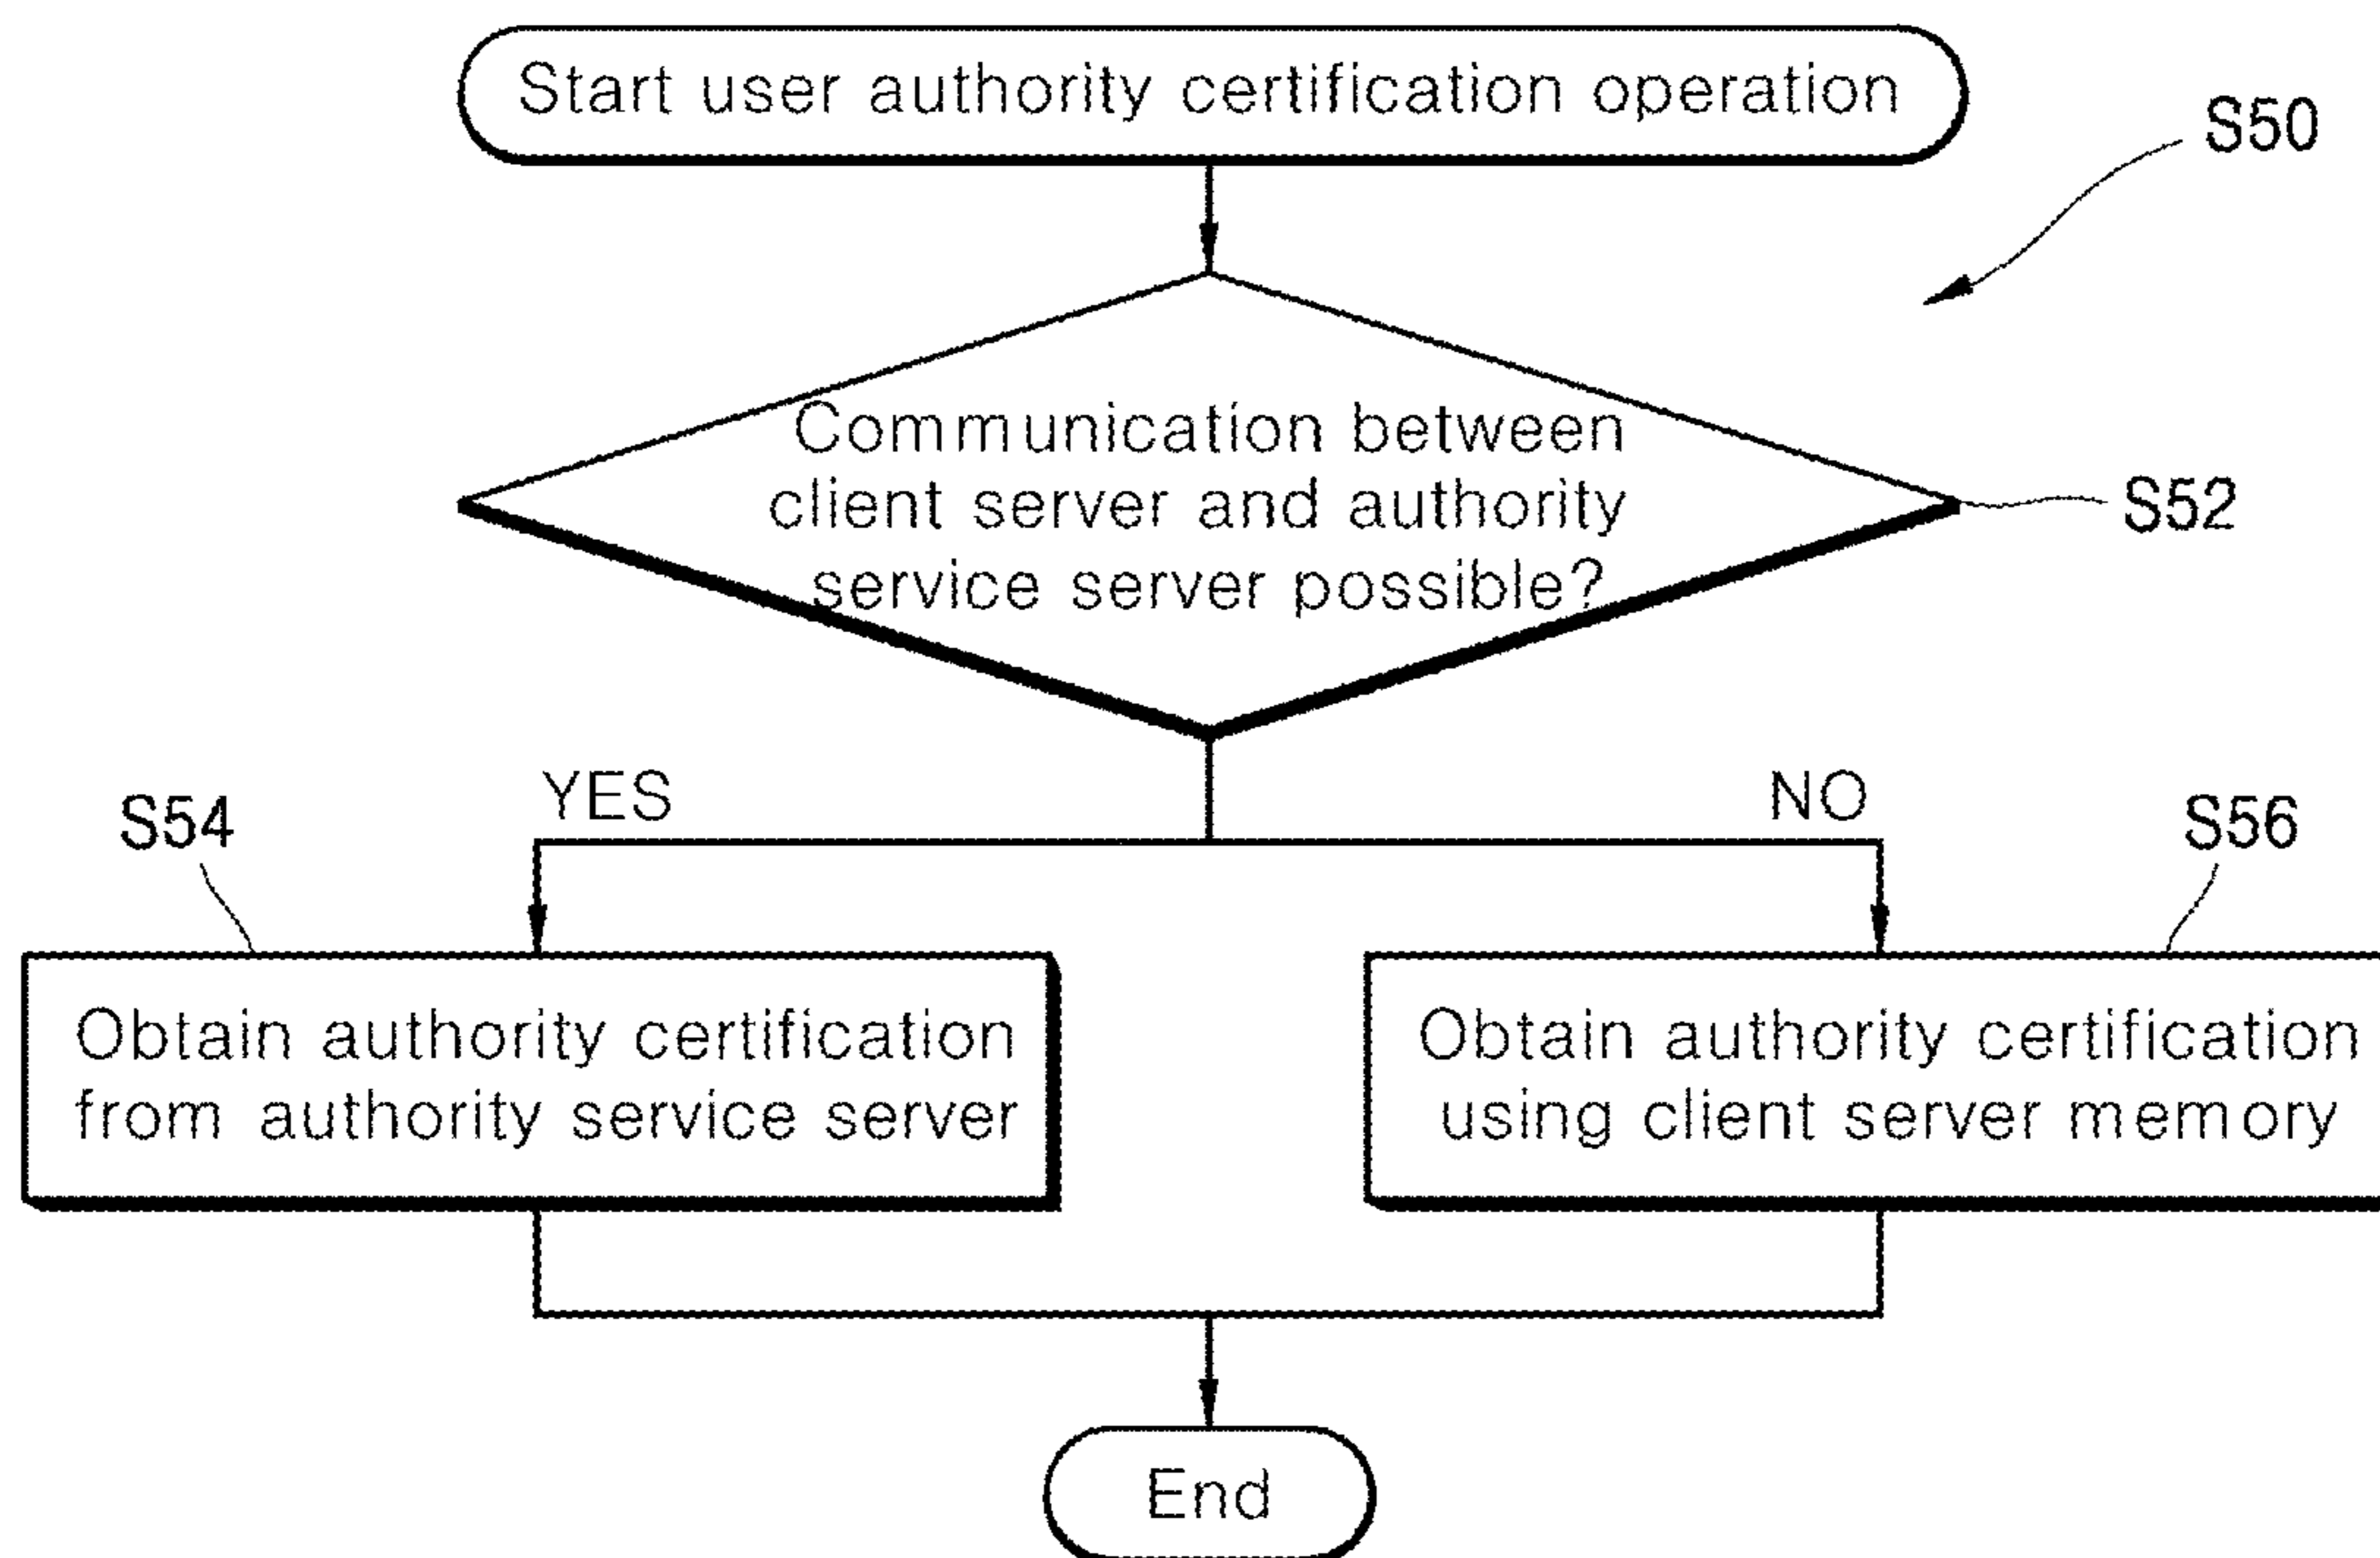 Start user authority certification operation
S50
Communication between
client server and authority
service server possible?
S52
YES
NO
S54
S56
Obtain authority certification
from authority service server
Obtain authority certification
using client server memory
End